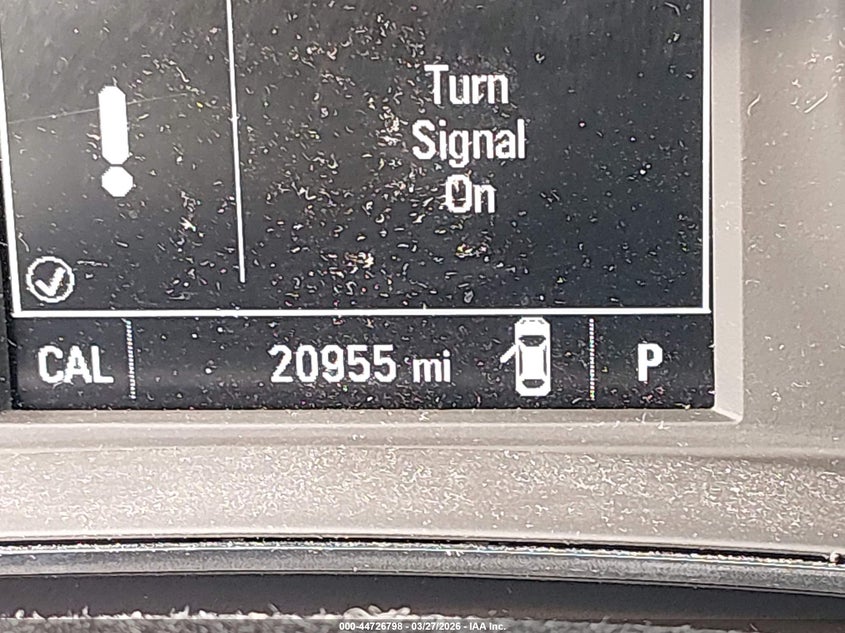 Turn
Signal
On
CAL 20955 mi P
000-44726798 - 03/27/2026 - IAA Inc.